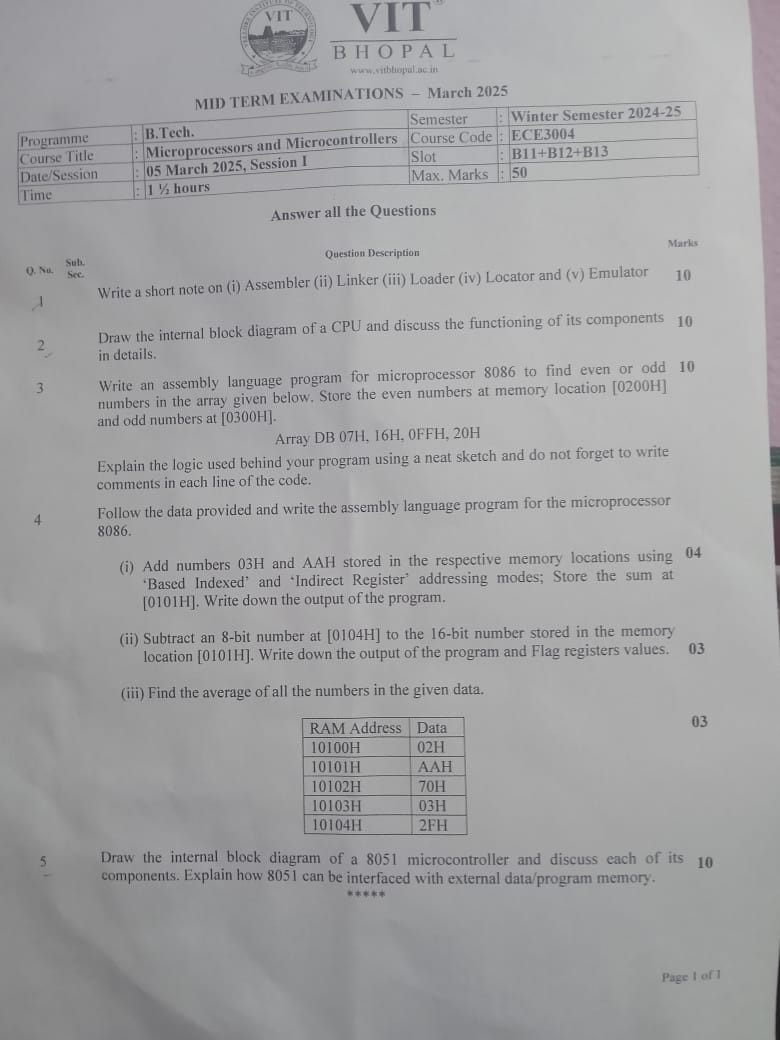 VIT
VIT
BHOPAL
www.vitbhopal.ac.in
MID TERM EXAMINATIONS – March 2025
Programme : B.Tech. Semester : Winter Semester 2024-25
Course Title : Microprocessors and Microcontrollers Course Code : ECE3004
Date/Session : 05 March 2025, Session I Slot : B11+B12+B13
Time : 1 ½ hours Max. Marks : 50
Answer all the Questions
Q. No. Sub. Sec. Question Description Marks
1 Write a short note on (i) Assembler (ii) Linker (iii) Loader (iv) Locator and (v) Emulator 10
2 Draw the internal block diagram of a CPU and discuss the functioning of its components 10
in details.
3 Write an assembly language program for microprocessor 8086 to find even or odd 10
numbers in the array given below. Store the even numbers at memory location [0200H]
and odd numbers at [0300H].
Array DB 07H, 16H, 0FFH, 20H
Explain the logic used behind your program using a neat sketch and do not forget to write
comments in each line of the code.
4 Follow the data provided and write the assembly language program for the microprocessor
8086.
(i) Add numbers 03H and AAH stored in the respective memory locations using 04
‘Based Indexed’ and ‘Indirect Register’ addressing modes; Store the sum at
[0101H]. Write down the output of the program.
(ii) Subtract an 8-bit number at [0104H] to the 16-bit number stored in the memory
location [0101H]. Write down the output of the program and Flag registers values. 03
(iii) Find the average of all the numbers in the given data.
03
RAM Address Data
10100H 02H
10101H AAH
10102H 70H
10103H 03H
10104H 2FH
5 Draw the internal block diagram of a 8051 microcontroller and discuss each of its 10
components. Explain how 8051 can be interfaced with external data/program memory.
*****
Page 1 of 1